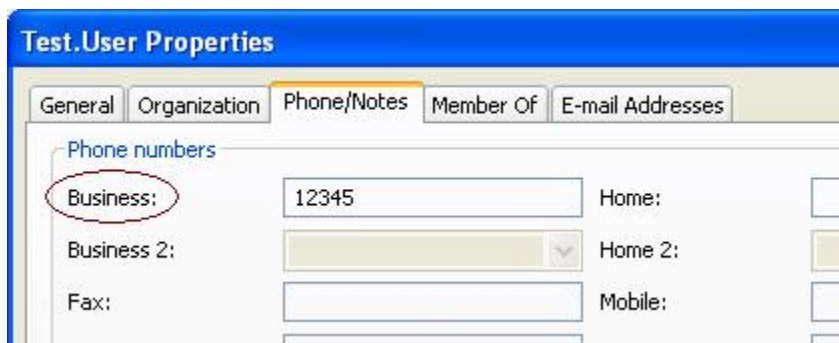 Test.User Properties
General Organization Phone/Notes Member Of E-mail Addresses
Phone numbers
Business: 12345 Home:
Business 2: Home 2:
Fax: Mobile: